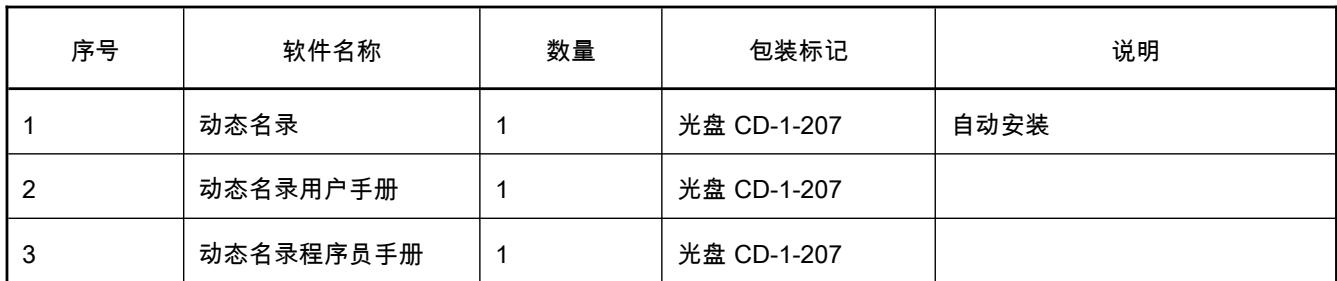 序号 软件名称 数量 包装标记 说明
1 动态名录 1 光盘 CD-1-207 自动安装
2 动态名录用户手册 1 光盘 CD-1-207
3 动态名录程序员手册 1 光盘 CD-1-207